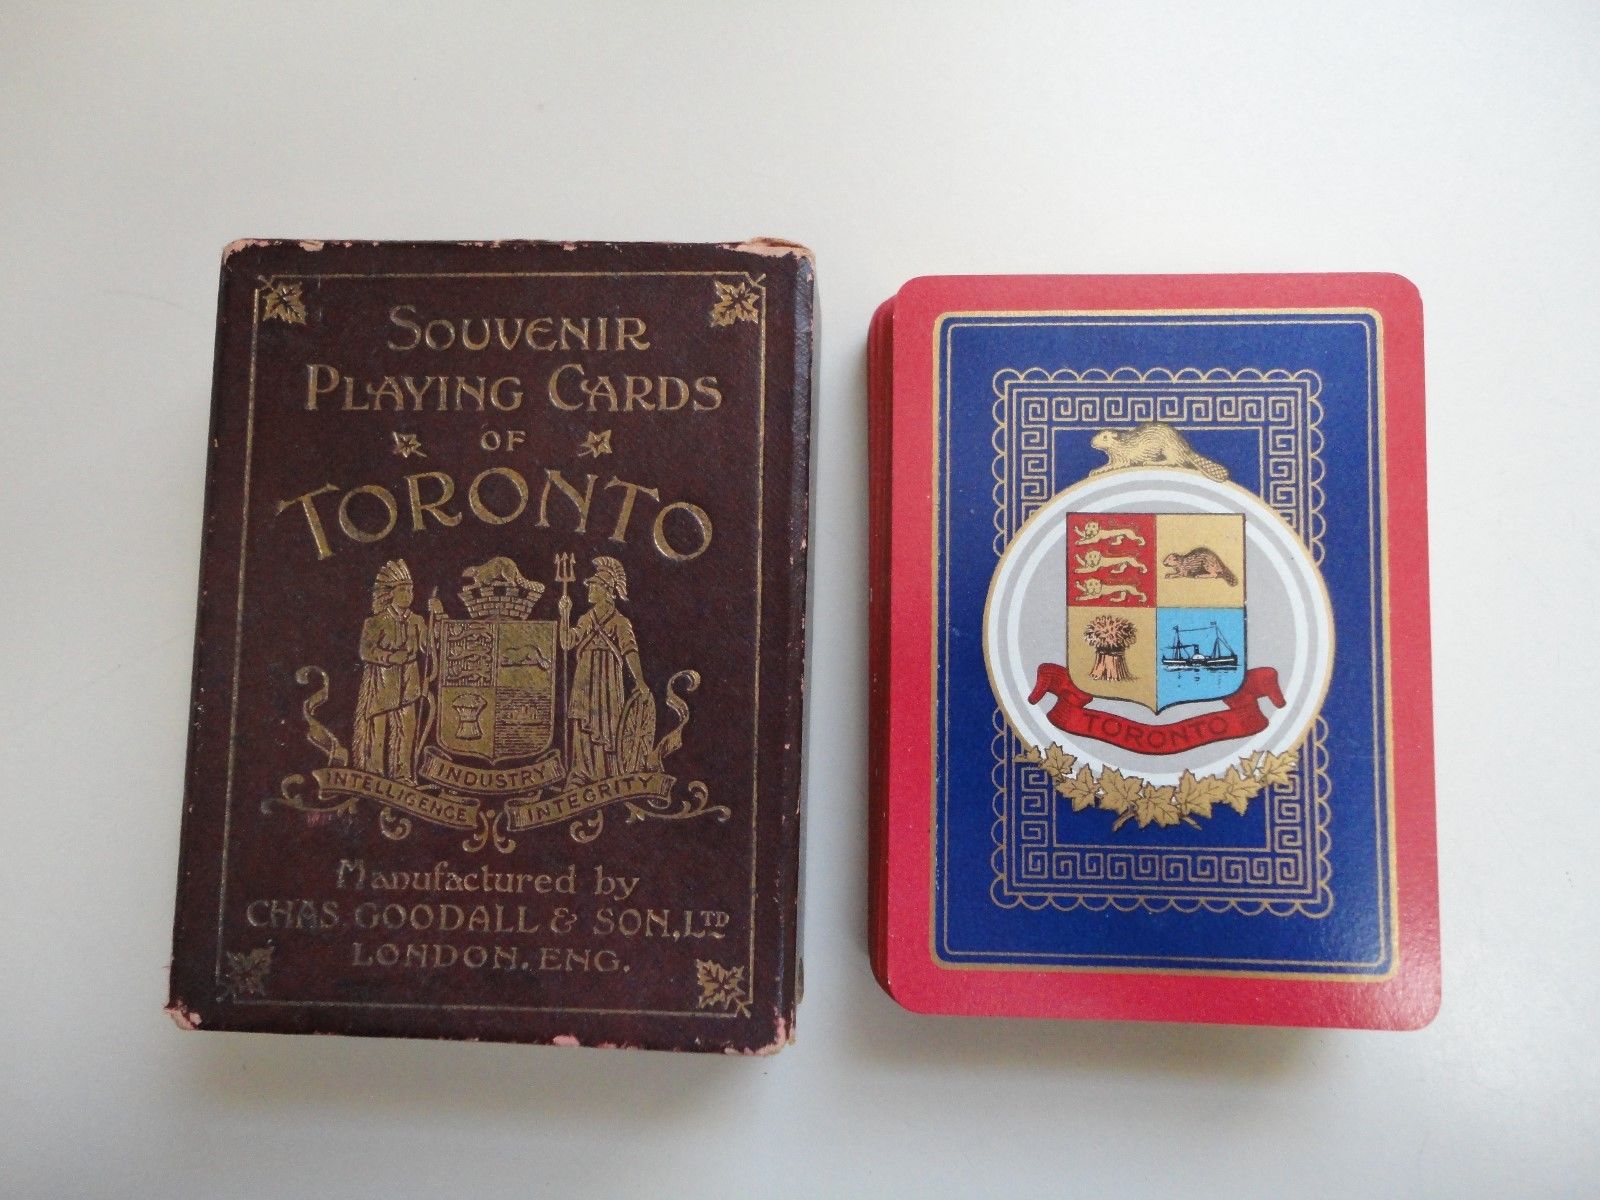 SOUVENIR
PLAYING CARDS
OF
TORONTO
INDUSTRY
INTELLIGENCE INTEGRITY
Manufactured by
CHAS. GOODALL & SON, LTD
LONDON. ENG.
TORONTO